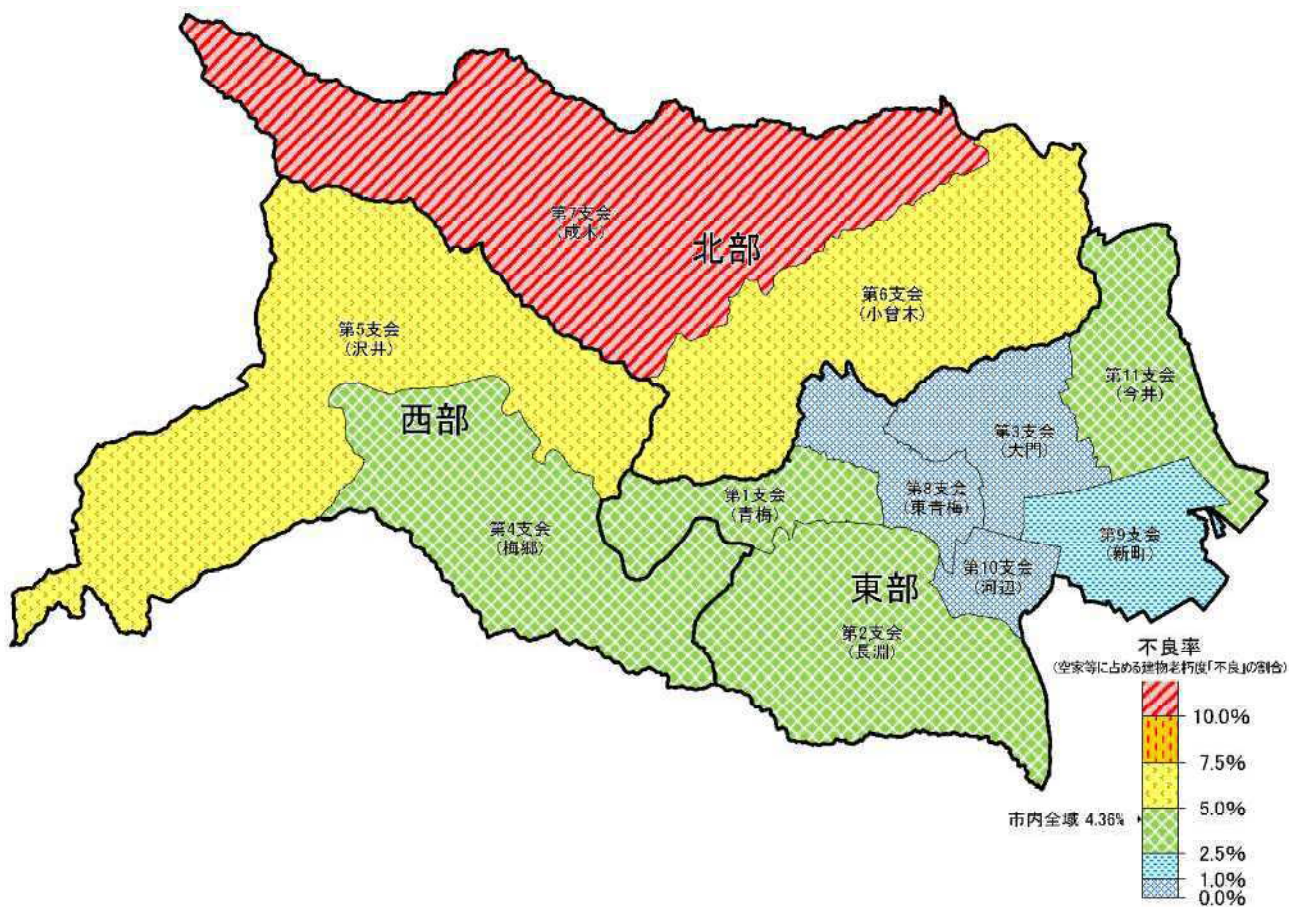 第7支会
(成木)
北部
第6支会
(小曾木)
第5支会
(沢井)
第11支会
(今井)
西部
第3支会
(大門)
第1支会
(青梅)
第8支会
(東青梅)
第4支会
(梅郷)
第9支会
(新町)
第10支会
(河辺)
東部
第2支会
(長淵)
不良率
(空家等に占める建物老朽度「不良」の割合)
10.0%
7.5%
5.0%
市内全域 4.36%
2.5%
1.0%
0.0%